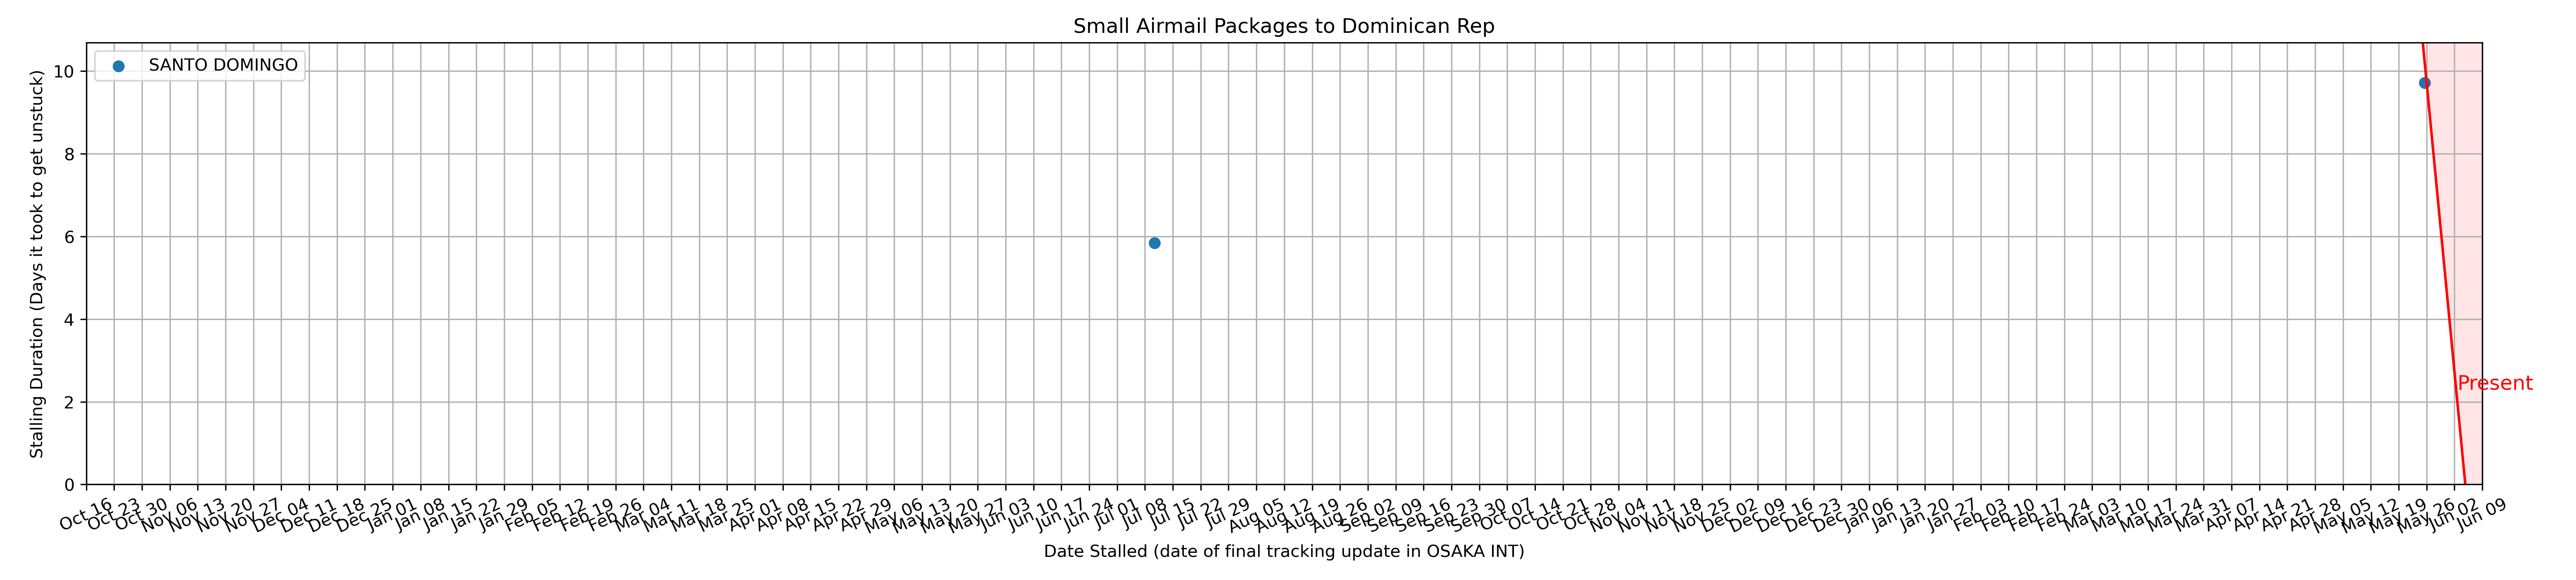 Small Airmail Packages to Dominican Rep
SANTO DOMINGO
Stalling Duration (Days it took to get unstuck)
10
8
6
4
2
0
Present
Oct 16
Oct 23
Oct 30
Nov 06
Nov 13
Nov 20
Nov 27
Dec 04
Dec 11
Dec 18
Dec 25
Jan 01
Jan 08
Jan 15
Jan 22
Jan 29
Feb 05
Feb 12
Feb 19
Feb 26
Mar 04
Mar 11
Mar 18
Mar 25
Apr 01
Apr 08
Apr 15
Apr 22
Apr 29
May 06
May 13
May 20
May 27
Jun 03
Jun 10
Jun 17
Jun 24
Jul 01
Jul 08
Jul 15
Jul 22
Jul 29
Aug 05
Aug 12
Aug 19
Aug 26
Sep 02
Sep 09
Sep 16
Sep 23
Sep 30
Oct 07
Oct 14
Oct 21
Oct 28
Nov 04
Nov 11
Nov 18
Nov 25
Dec 02
Dec 09
Dec 16
Dec 23
Dec 30
Jan 06
Jan 13
Jan 20
Jan 27
Feb 03
Feb 10
Feb 17
Feb 24
Mar 03
Mar 10
Mar 17
Mar 24
Mar 31
Apr 07
Apr 14
Apr 21
Apr 28
May 05
May 12
May 19
May 26
Jun 02
Jun 09
Date Stalled (date of final tracking update in OSAKA INT)